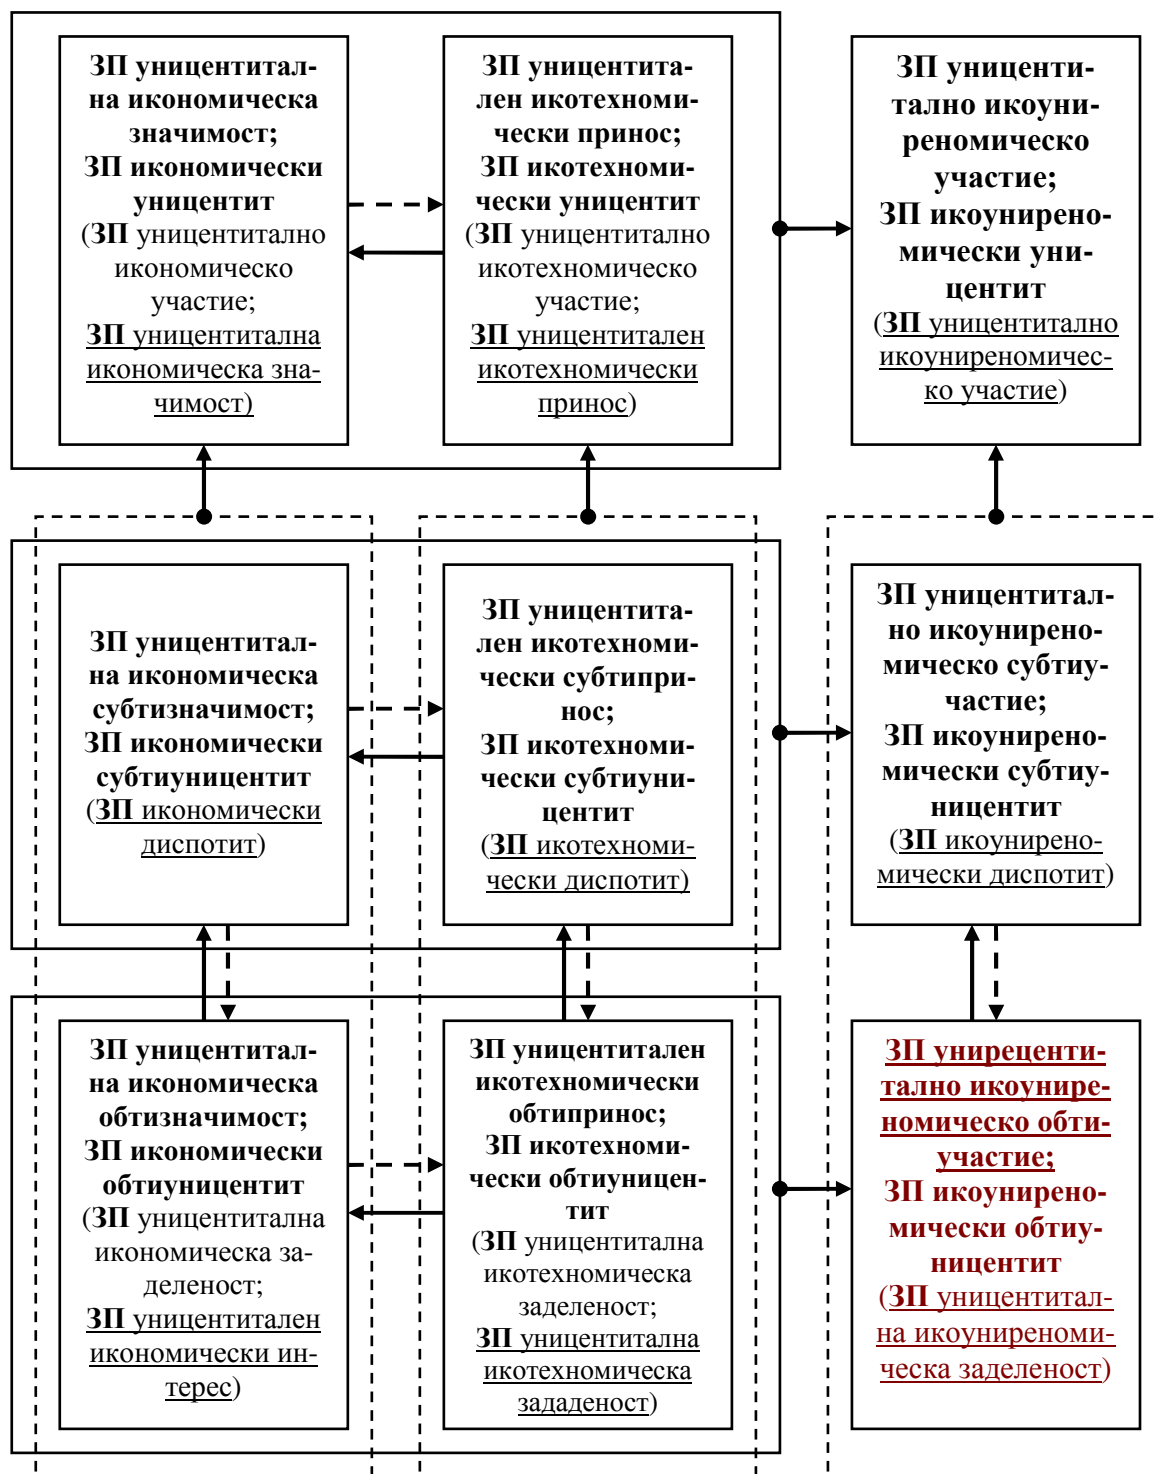 ЗП уницентитал-
на икономическа
значимост;
ЗП икономически
уницентит
(ЗП уницентитално
икономическо
участие;
ЗП уницентитална
икономическа зна-
чимост)
ЗП уницентита-
лен икотехноми-
чески принос;
ЗП икотехноми-
чески уницентит
(ЗП уницентитално
икотехномическо
участие;
ЗП уницентитален
икотехномически
принос)
ЗП униценти-
тално икоуни-
реномическо
участие;
ЗП икоунирено-
мически уни-
центит
(ЗП уницентитално
икоуниреномичес-
ко участие)
ЗП уницентитал-
на икономическа
субтизначимост;
ЗП икономически
субтиуницентит
(ЗП икономически
диспотит)
ЗП уницентита-
лен икотехноми-
чески субтипри-
нос;
ЗП икотехноми-
чески субтиуни-
центит
(ЗП икотехноми-
чески диспотит)
ЗП уницентитал-
но икоунирено-
мическо субтиу-
частие;
ЗП икоунирено-
мически субтиу-
ницентит
(ЗП икоунирено-
мически диспотит)
ЗП уницентитал-
на икономическа
обтизначимост;
ЗП икономически
обтиуницентит
(ЗП уницентитална
икономическа за-
деленост;
ЗП уницентитален
икономически ин-
терес)
ЗП уницентитален
икотехномически
обтипринос;
ЗП икотехноми-
чески обтиуницен-
тит
(ЗП уницентитална
икотехномическа
заделеност;
ЗП уницентитална
икотехномическа
зададеност)
ЗП униреценти-
тално икоунире-
номическо обти-
участие;
ЗП икоунирено-
мически обтиу-
ницентит
(ЗП уницентитал-
на икоуниреноми-
ческа заделеност)